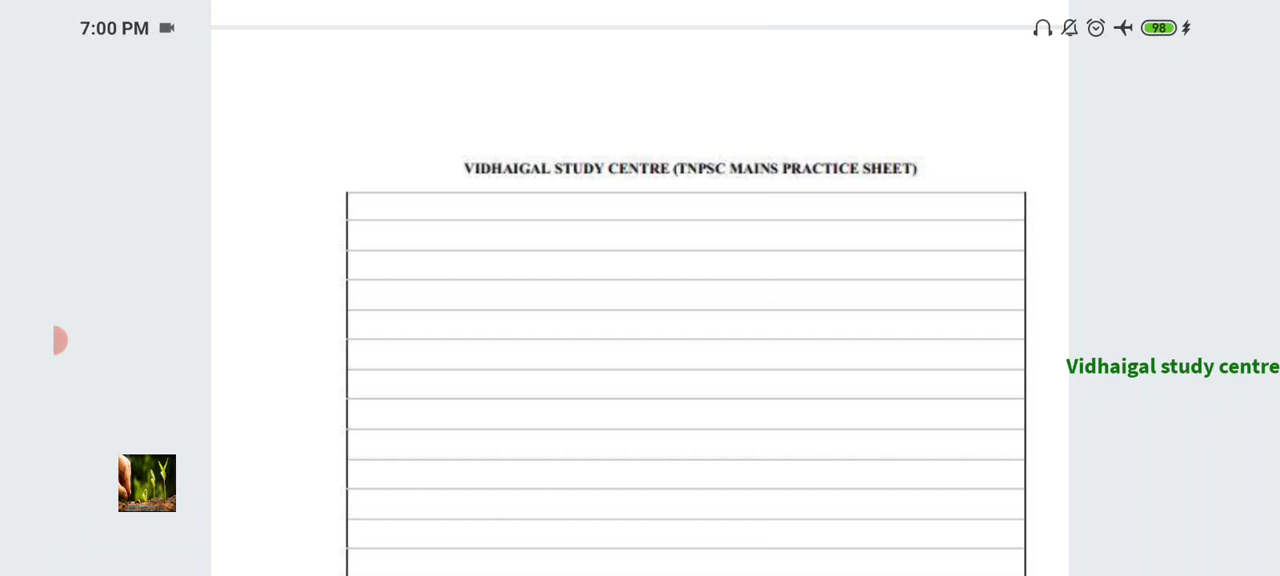 7:00 PM
98
VIDHAIGAL STUDY CENTRE (TNPSC MAINS PRACTICE SHEET)
Vidhaigal study centre